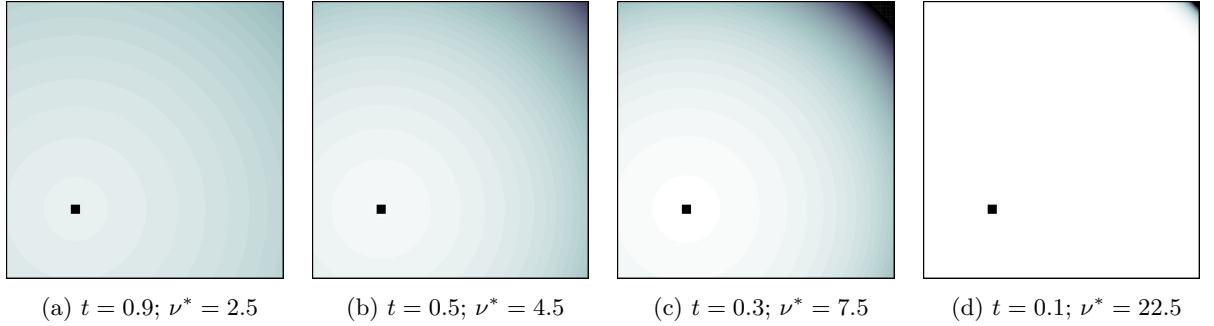 (a) t = 0.9; ν* = 2.5
(b) t = 0.5; ν* = 4.5
(c) t = 0.3; ν* = 7.5
(d) t = 0.1; ν* = 22.5